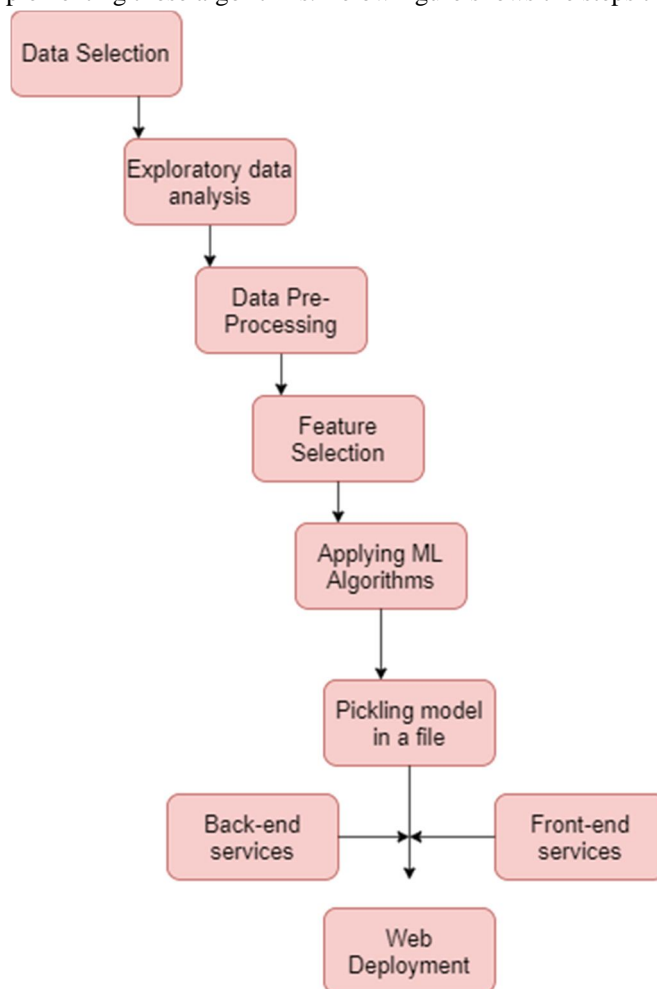 Data Selection
Exploratory data
analysis
Data Pre-
Processing
Feature
Selection
Applying ML
Algorithms
Pickling model
in a file
Back-end
services
Front-end
services
Web
Deployment